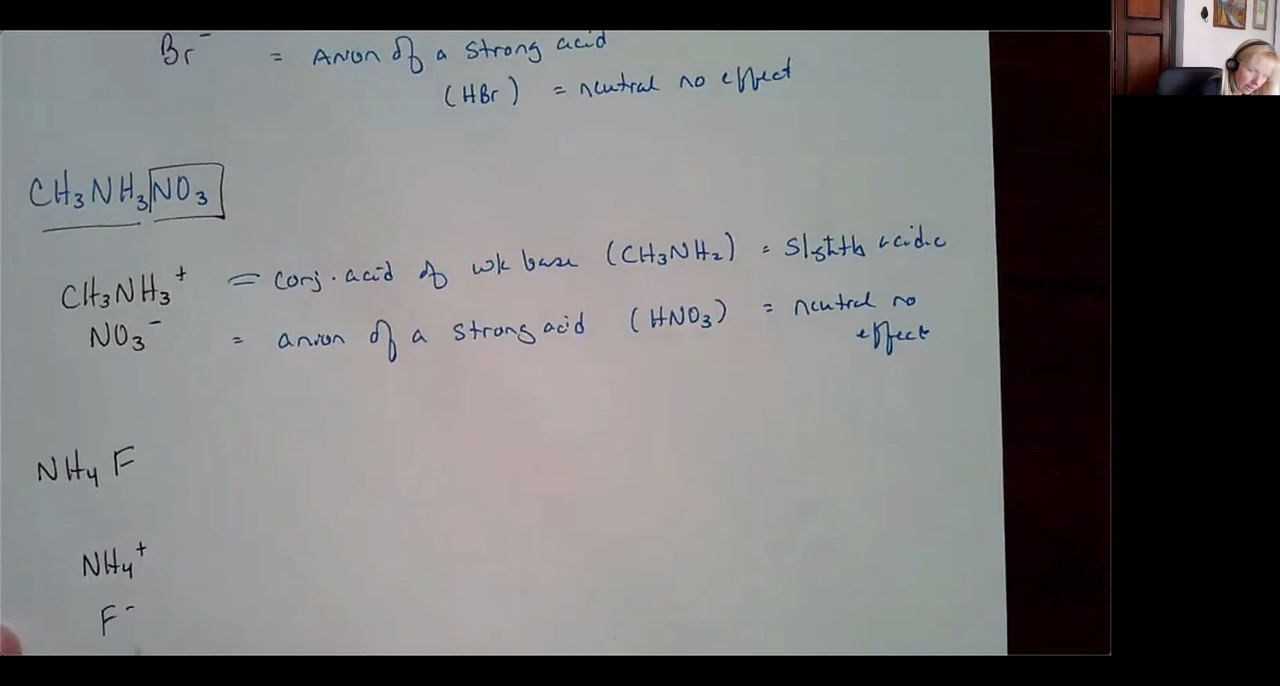 Br⁻ = Anion of a strong acid
(HBr) = neutral no effect
CH₃NH₃NO₃
CH₃NH₃⁺ = conj. acid of wk base (CH₃NH₂) = slightly acidic
NO₃⁻ = anion of a strong acid (HNO₃) = neutral no
effect
NH₄F
NH₄⁺
F⁻